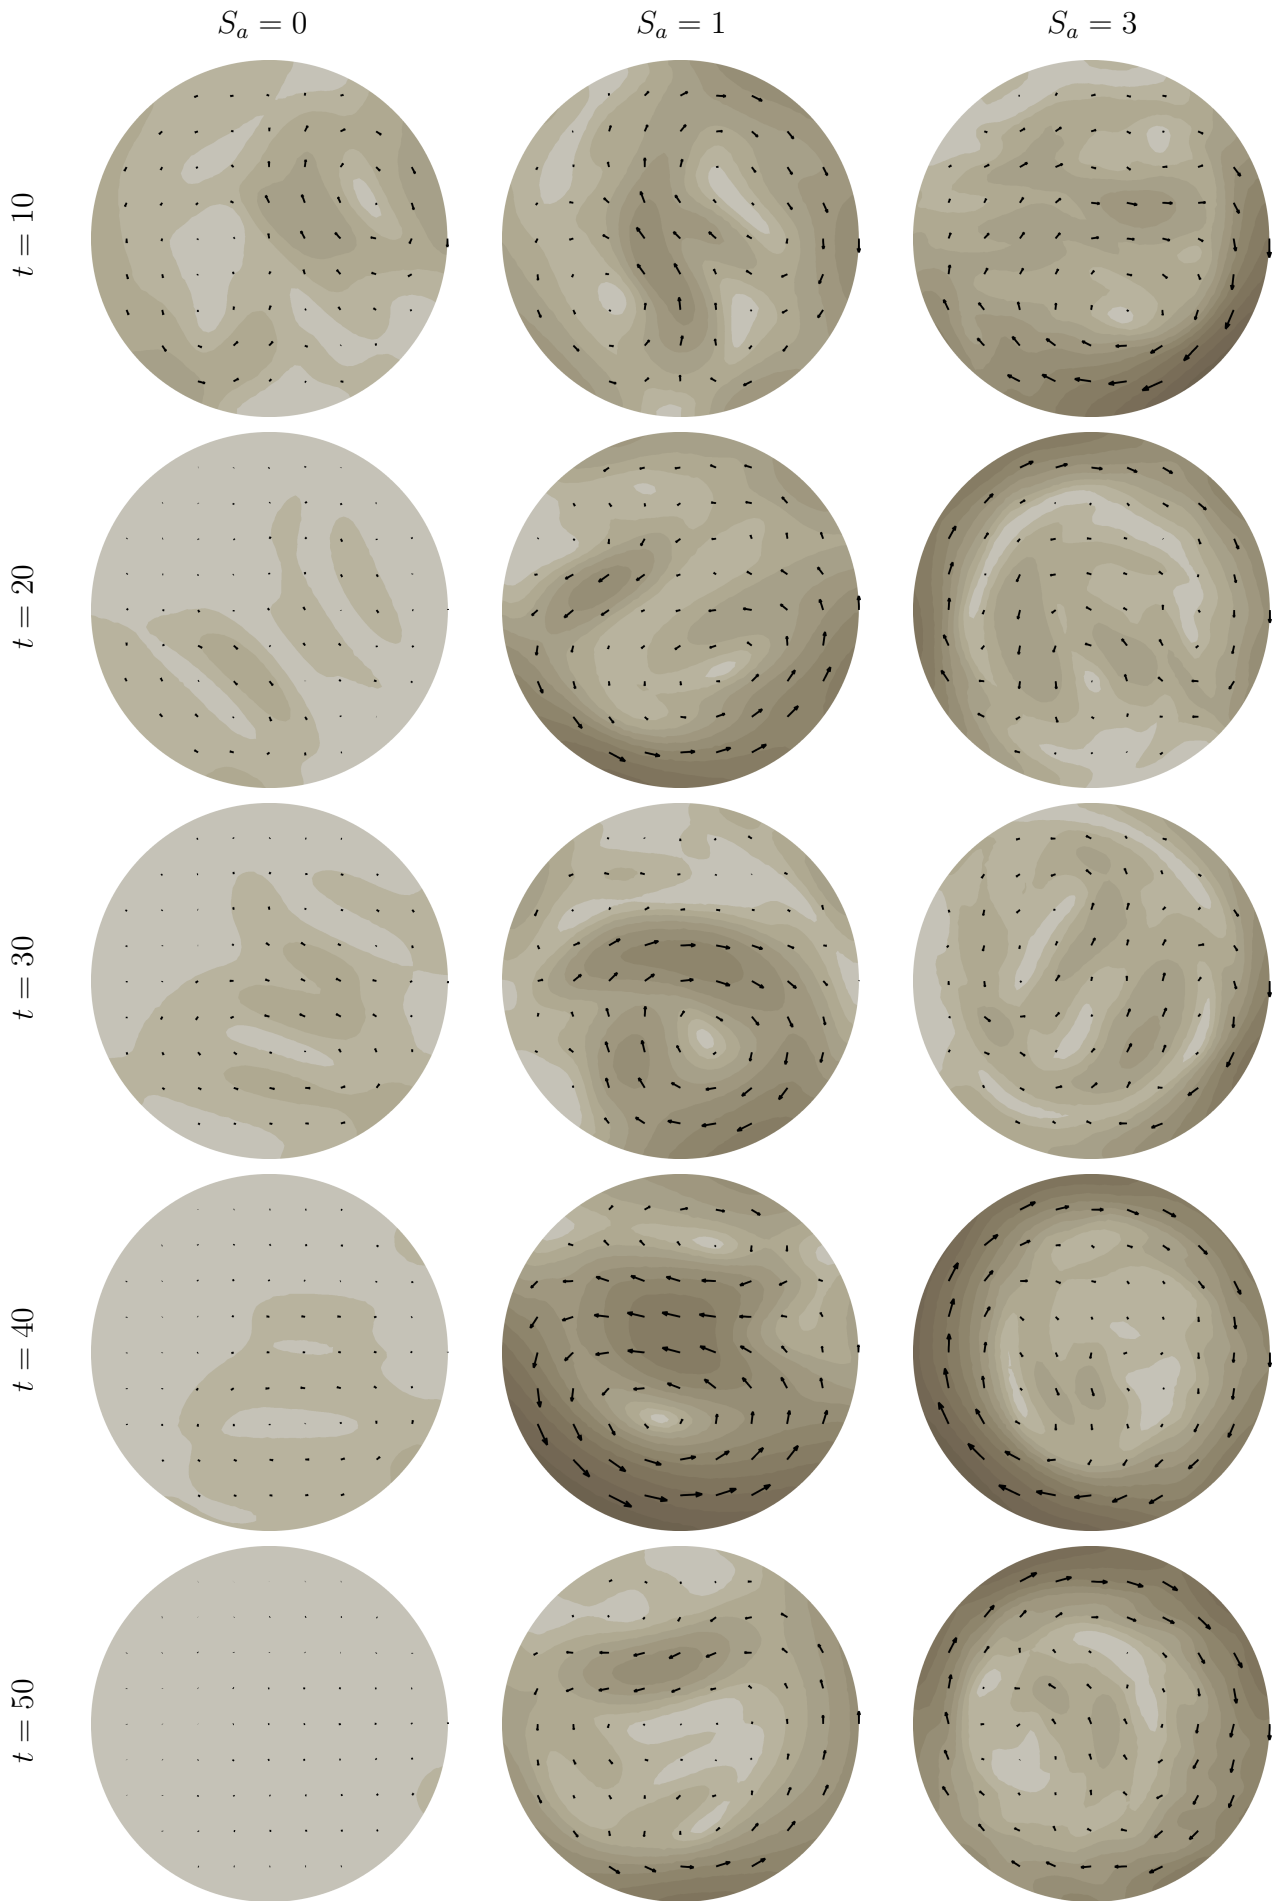 S_a = 0 S_a = 1 S_a = 3
t = 10
t = 20
t = 30
t = 40
t = 50